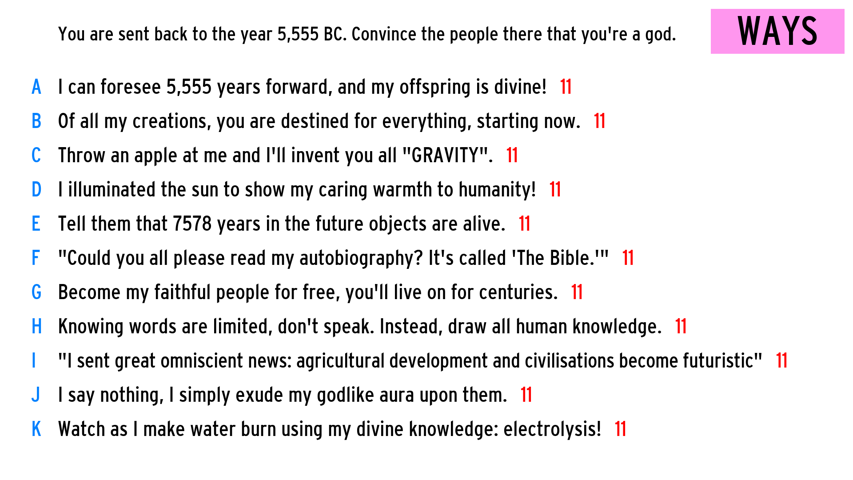 You are sent back to the year 5,555 BC. Convince the people there that you're a god.
WAYS
A I can foresee 5,555 years forward, and my offspring is divine! 11
B Of all my creations, you are destined for everything, starting now. 11
C Throw an apple at me and I'll invent you all "GRAVITY". 11
D I illuminated the sun to show my caring warmth to humanity! 11
E Tell them that 7578 years in the future objects are alive. 11
F "Could you all please read my autobiography? It's called 'The Bible.'" 11
G Become my faithful people for free, you'll live on for centuries. 11
H Knowing words are limited, don't speak. Instead, draw all human knowledge. 11
I "I sent great omniscient news: agricultural development and civilisations become futuristic" 11
J I say nothing, I simply exude my godlike aura upon them. 11
K Watch as I make water burn using my divine knowledge: electrolysis! 11